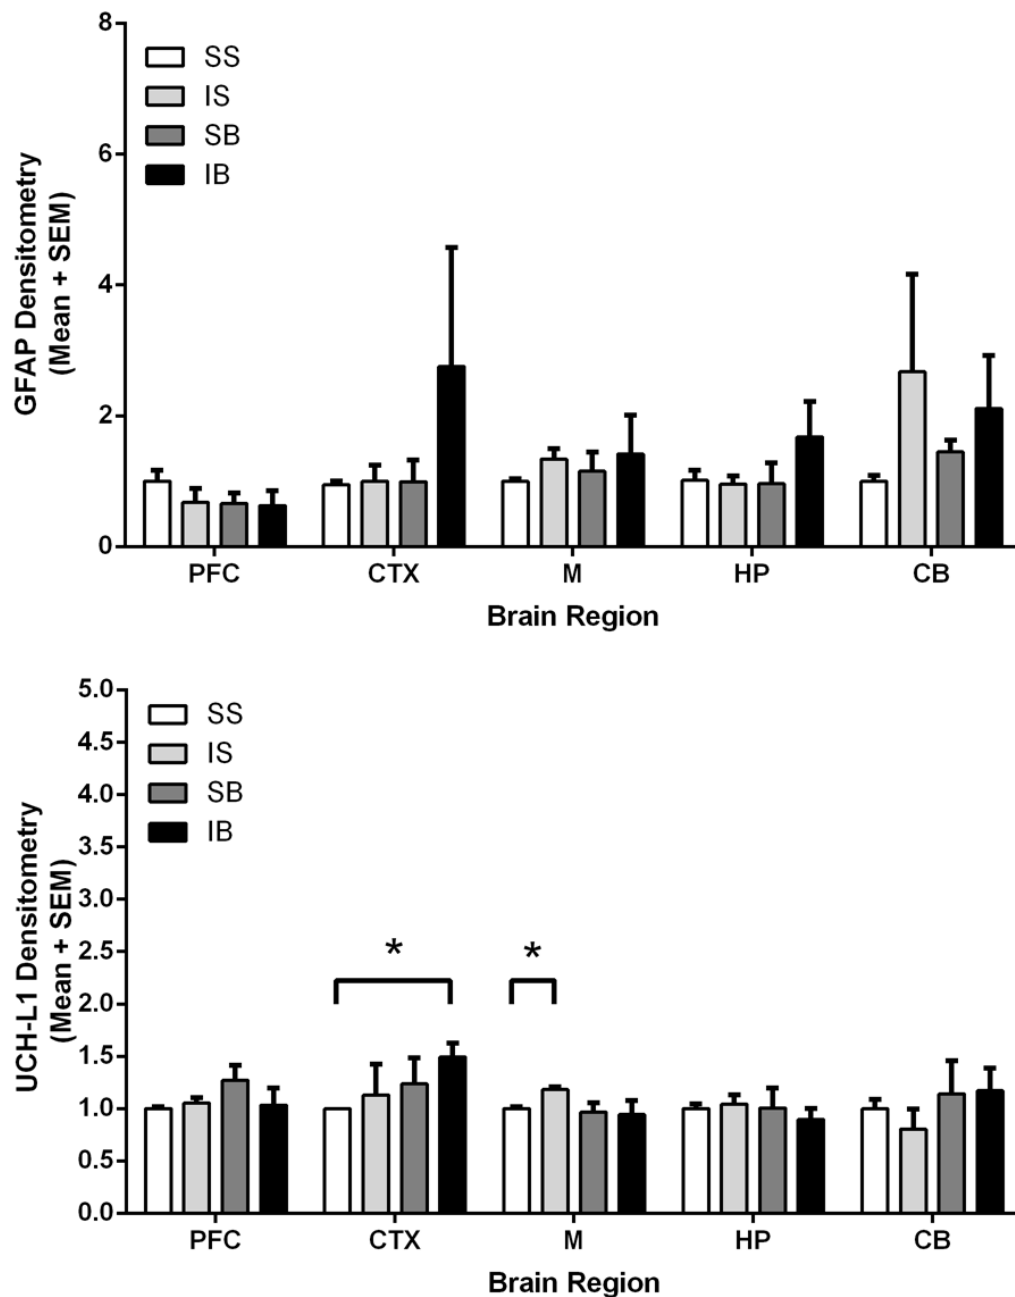 8
6
4
2
0
GFAP Densitometry
(Mean + SEM)
SS
IS
SB
IB
PFC CTX M HP CB
Brain Region
5.0
4.5
4.0
3.5
3.0
2.5
2.0
1.5
1.0
0.5
0.0
UCH-L1 Densitometry
(Mean + SEM)
SS
IS
SB
IB
* *
PFC CTX M HP CB
Brain Region